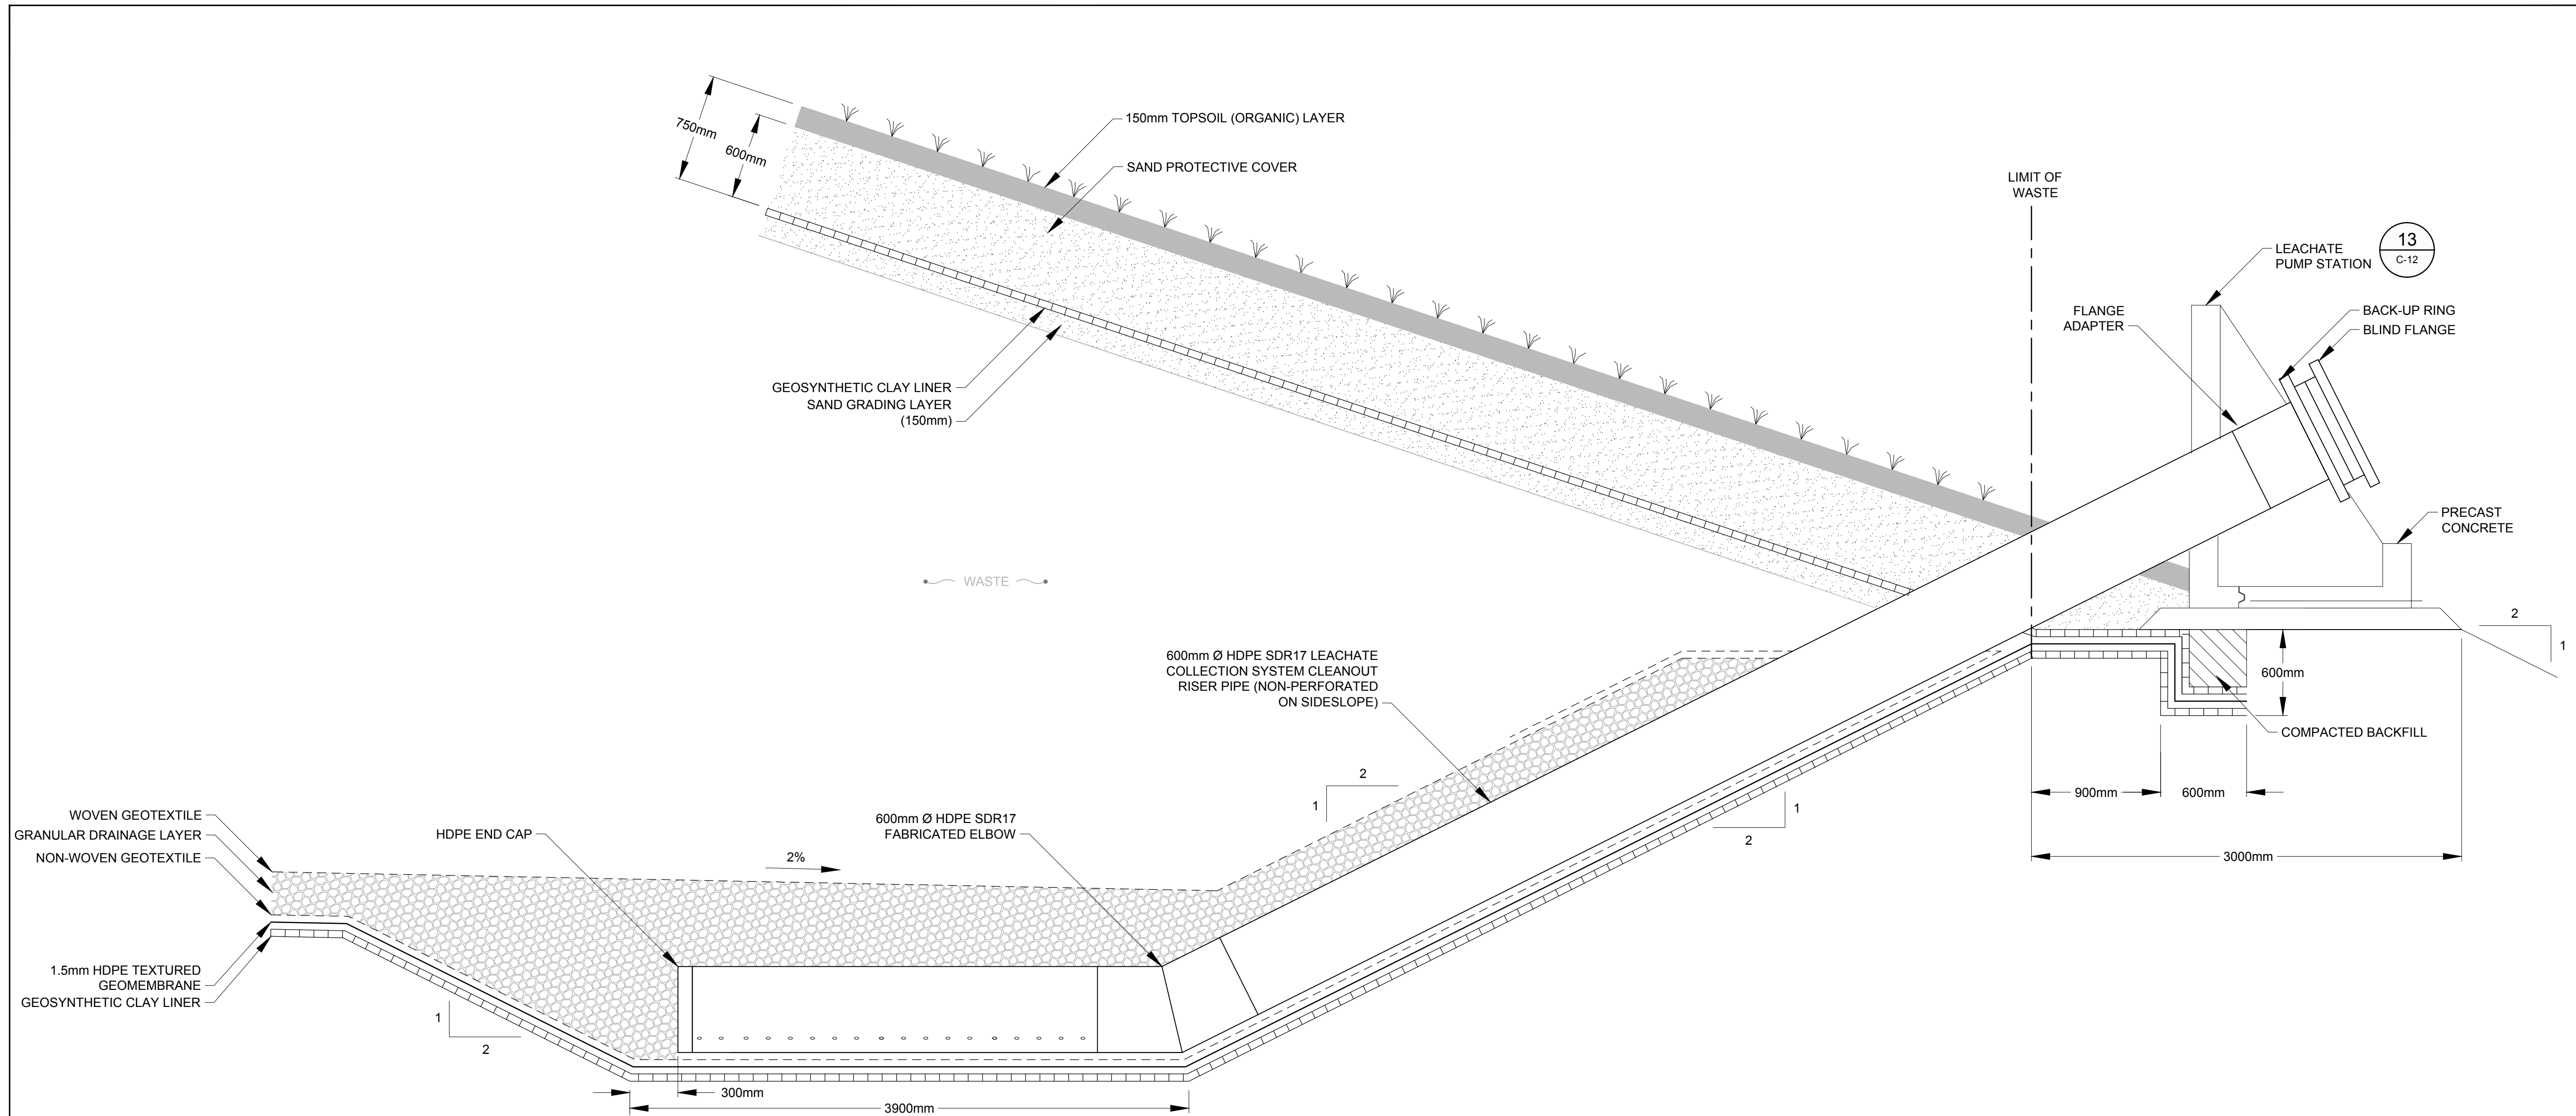 750mm
600mm
150mm TOPSOIL (ORGANIC) LAYER
SAND PROTECTIVE COVER
LIMIT OF
WASTE
13
C-12
LEACHATE
PUMP STATION
FLANGE
ADAPTER
BACK-UP RING
BLIND FLANGE
GEOSYNTHETIC CLAY LINER
SAND GRADING LAYER
(150mm)
PRECAST
CONCRETE
WASTE
2
1
600mm Ø HDPE SDR17 LEACHATE
COLLECTION SYSTEM CLEANOUT
RISER PIPE (NON-PERFORATED
ON SIDESLOPE)
600mm
COMPACTED BACKFILL
2
1
1
2
900mm
600mm
3000mm
WOVEN GEOTEXTILE
GRANULAR DRAINAGE LAYER
NON-WOVEN GEOTEXTILE
HDPE END CAP
600mm Ø HDPE SDR17
FABRICATED ELBOW
2%
1.5mm HDPE TEXTURED
GEOMEMBRANE
GEOSYNTHETIC CLAY LINER
1
2
300mm
3900mm